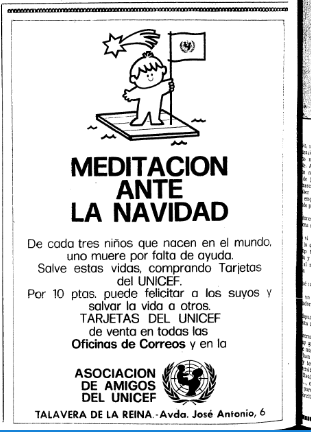 MEDITACION
ANTE
LA NAVIDAD
De cada tres niños que nacen en el mundo,
uno muere por falta de ayuda.
Salve estas vidas, comprando Tarjetas
del UNICEF.
Por 10 ptas. puede felicitar a los suyos y
salvar la vida a otros.
TARJETAS DEL UNICEF
de venta en todas las
Oficinas de Correos y en la
ASOCIACION
DE AMIGOS
DEL UNICEF
TALAVERA DE LA REINA.-Avda. José Antonio, 6